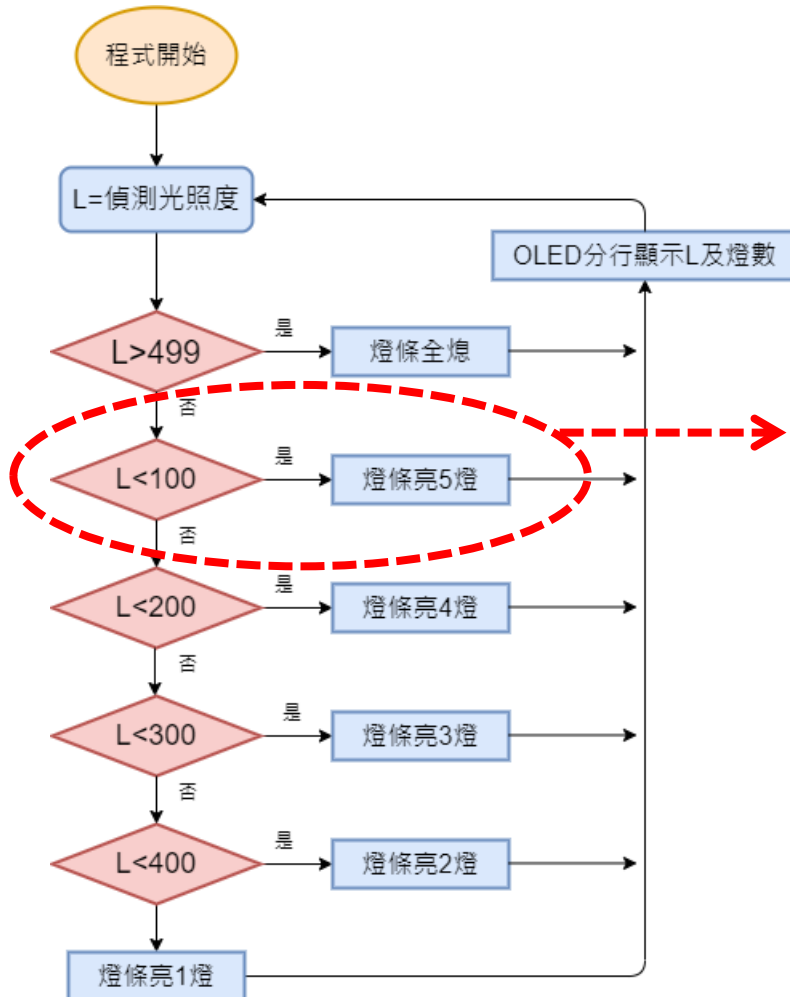 程式開始
L=偵測光照度
OLED分行顯示L及燈數
L>499
是
燈條全熄
否
L<100
是
燈條亮5燈
否
L<200
是
燈條亮4燈
否
L<300
是
燈條亮3燈
否
L<400
是
燈條亮2燈
燈條亮1燈